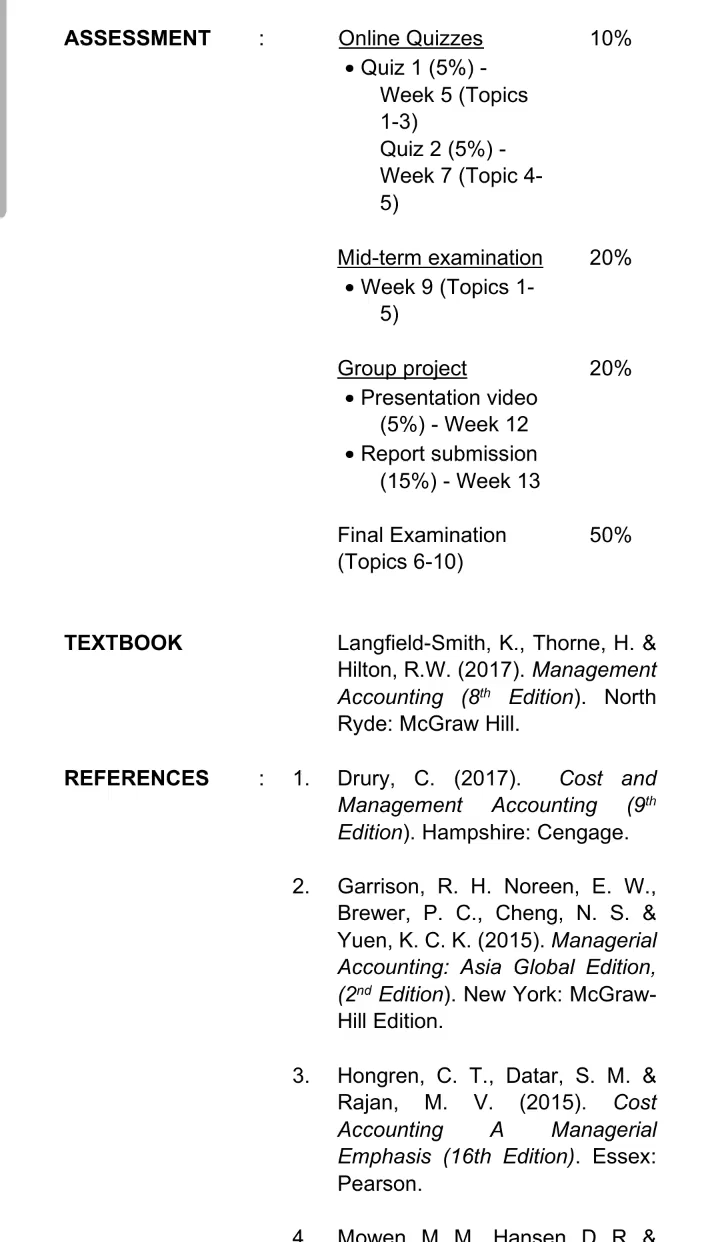 ASSESSMENT : Online Quizzes 10%
• Quiz 1 (5%) -
Week 5 (Topics
1-3)
Quiz 2 (5%) -
Week 7 (Topic 4-
5)
Mid-term examination 20%
• Week 9 (Topics 1-
5)
Group project 20%
• Presentation video
(5%) - Week 12
• Report submission
(15%) - Week 13
Final Examination 50%
(Topics 6-10)
TEXTBOOK Langfield-Smith, K., Thorne, H. &
Hilton, R.W. (2017). Management
Accounting (8th Edition). North
Ryde: McGraw Hill.
REFERENCES : 1. Drury, C. (2017). Cost and
Management Accounting (9th
Edition). Hampshire: Cengage.
2. Garrison, R. H. Noreen, E. W.,
Brewer, P. C., Cheng, N. S. &
Yuen, K. C. K. (2015). Managerial
Accounting: Asia Global Edition,
(2nd Edition). New York: McGraw-
Hill Edition.
3. Hongren, C. T., Datar, S. M. &
Rajan, M. V. (2015). Cost
Accounting A Managerial
Emphasis (16th Edition). Essex:
Pearson.
4. Mowen, M. M., Hansen, D. R. &